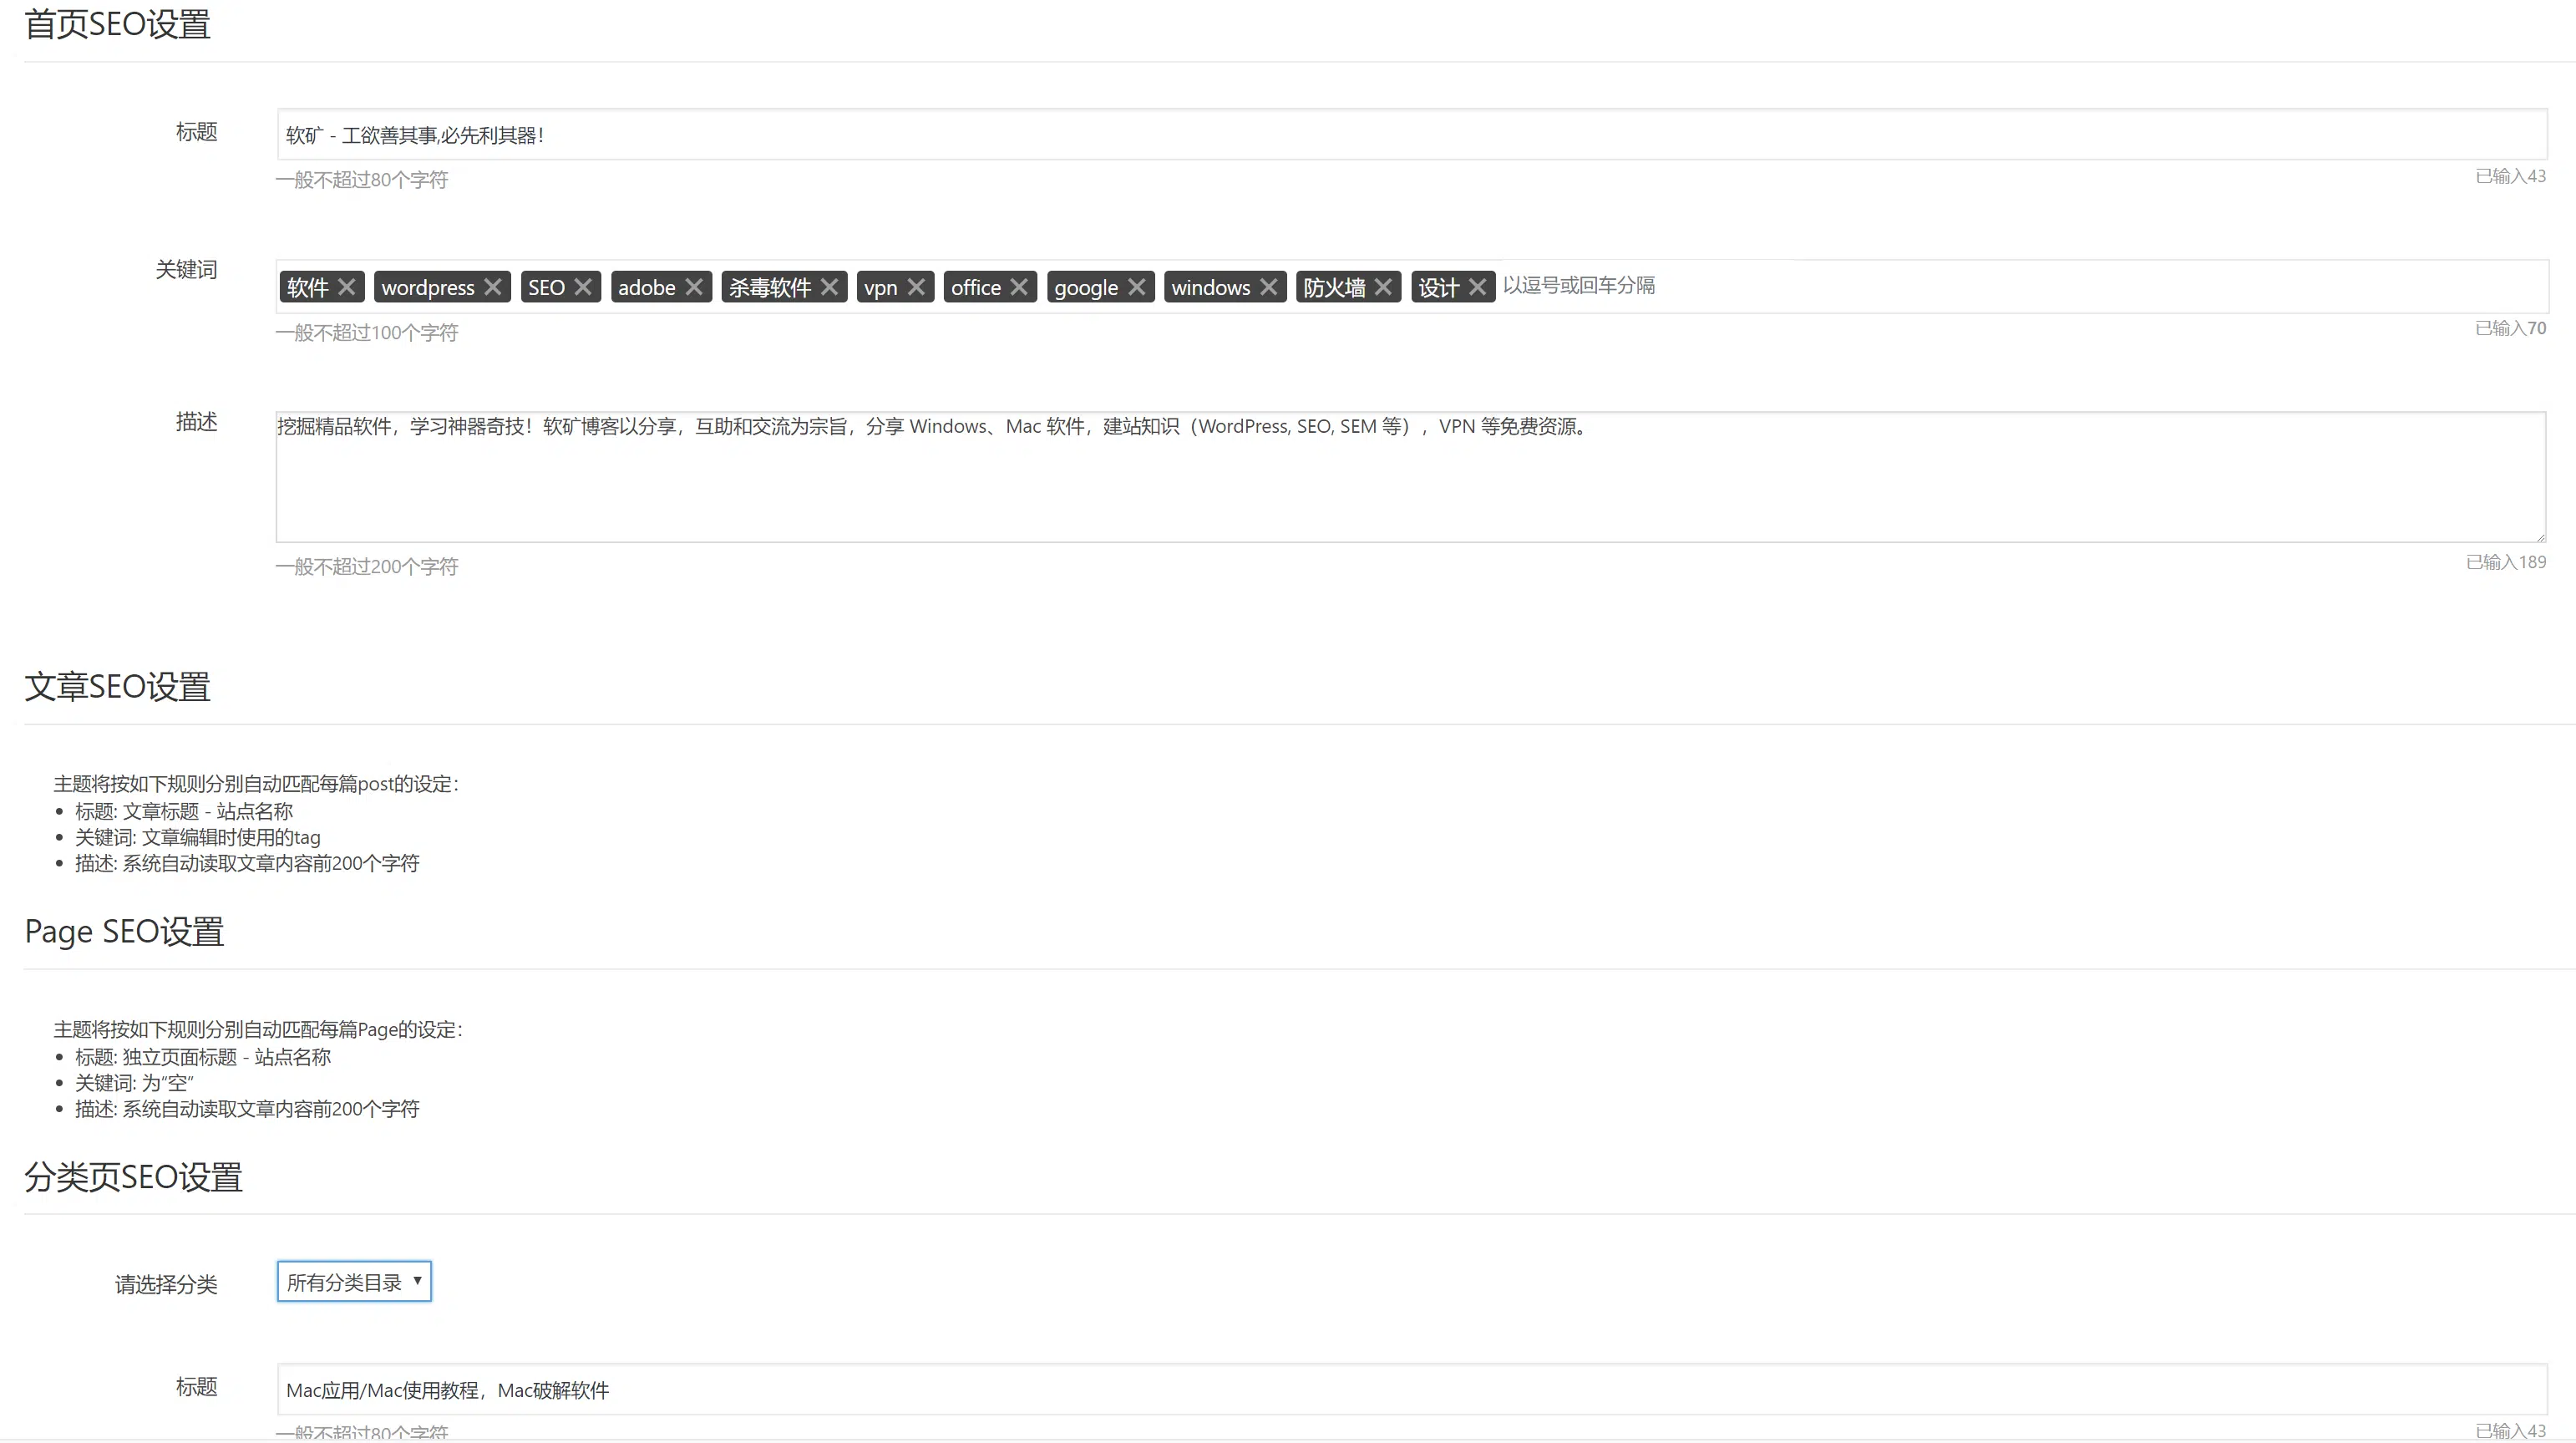 首页SEO设置
标题
软矿 - 工欲善其事,必先利其器！
一般不超过80个字符
已输入43
关键词
软件 wordpress SEO adobe 杀毒软件 vpn office google windows 防火墙 设计 以逗号或回车分隔
一般不超过100个字符
已输入70
描述
挖掘精品软件，学习神器奇技！软矿博客以分享，互助和交流为宗旨，分享 Windows、Mac 软件，建站知识（WordPress, SEO, SEM 等），VPN 等免费资源。
一般不超过200个字符
已输入189
文章SEO设置
主题将按如下规则分别自动匹配每篇post的设定：
• 标题: 文章标题 - 站点名称
• 关键词: 文章编辑时使用的tag
• 描述: 系统自动读取文章内容前200个字符
Page SEO设置
主题将按如下规则分别自动匹配每篇Page的设定：
• 标题: 独立页面标题 - 站点名称
• 关键词: 为“空”
• 描述: 系统自动读取文章内容前200个字符
分类页SEO设置
请选择分类
所有分类目录
标题
Mac应用/Mac使用教程，Mac破解软件
一般不超过80个字符
已输入43